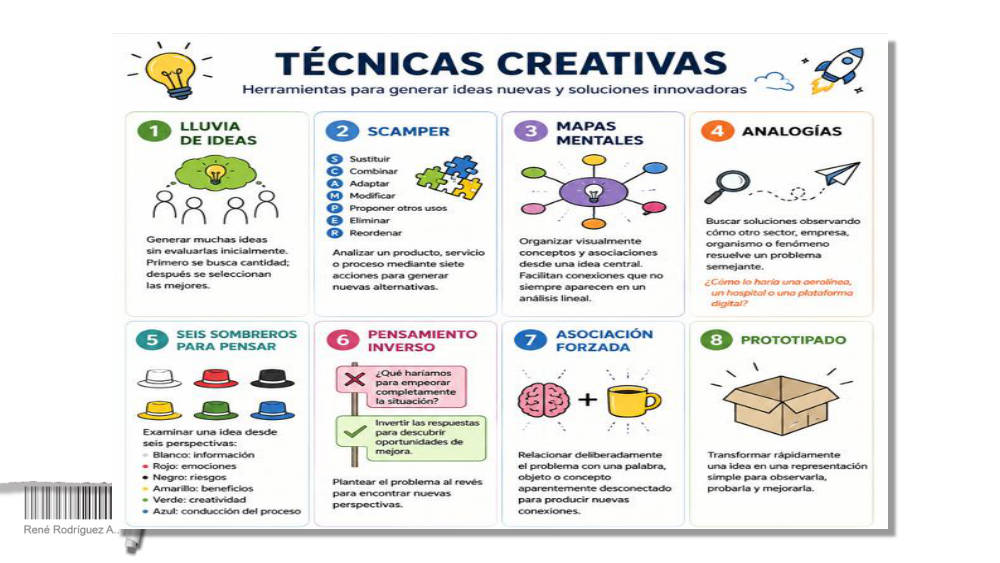 TÉCNICAS CREATIVAS
Herramientas para generar ideas nuevas y soluciones innovadoras
1 LLUVIA
DE IDEAS
Generar muchas ideas
sin evaluarlas inicialmente.
Primero se busca cantidad;
después se seleccionan
las mejores.
2 SCAMPER
S Sustituir
C Combinar
A Adaptar
M Modificar
P Proponer otros usos
E Eliminar
R Reordenar
Analizar un producto, servicio
o proceso mediante siete
acciones para generar
nuevas alternativas.
3 MAPAS
MENTALES
Organizar visualmente
conceptos y asociaciones
desde una idea central.
Facilitan conexiones que no
siempre aparecen en un
análisis lineal.
4 ANALOGÍAS
Buscar soluciones observando
cómo otro sector, empresa,
organismo o fenómeno
resuelve un problema
semejante.
¿Cómo lo haría una aerolínea,
un hospital o una plataforma
digital?
5 SEIS SOMBREROS
PARA PENSAR
Examinar una idea desde
seis perspectivas:
• Blanco: información
• Rojo: emociones
• Negro: riesgos
• Amarillo: beneficios
• Verde: creatividad
• Azul: conducción del proceso
6 PENSAMIENTO
INVERSO
¿Qué haríamos
para empeorar
completamente
la situación?
Invertir las respuestas
para descubrir
oportunidades de
mejora.
Plantear el problema al revés
para encontrar nuevas
perspectivas.
7 ASOCIACIÓN
FORZADA
Relacionar deliberadamente
el problema con una palabra,
objeto o concepto
aparentemente desconectado
para producir nuevas
conexiones.
8 PROTOTIPADO
Transformar rápidamente
una idea en una representación
simple para observarla,
probarla y mejorarla.
René Rodríguez A..